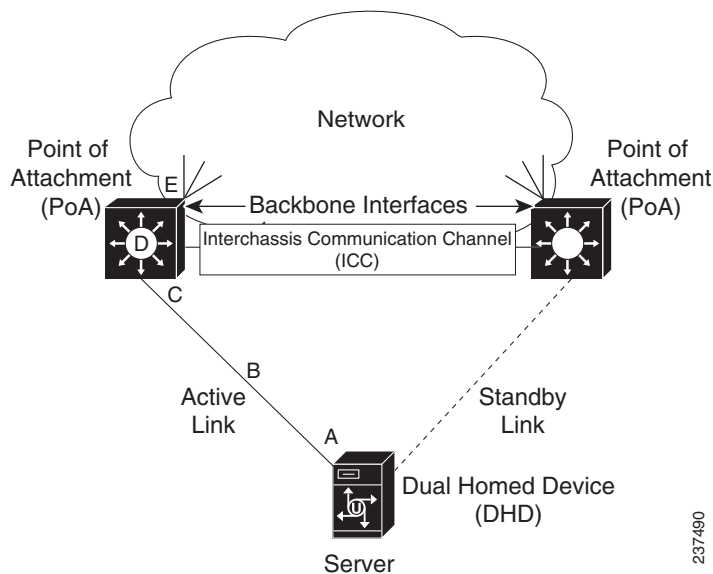 Network
Point of
Attachment
(PoA)
E
Backbone Interfaces
Point of
Attachment
(PoA)
D
Interchassis Communication Channel
(ICC)
C
B
Active
Link
Standby
Link
A
U
Dual Homed Device
(DHD)
Server
237490